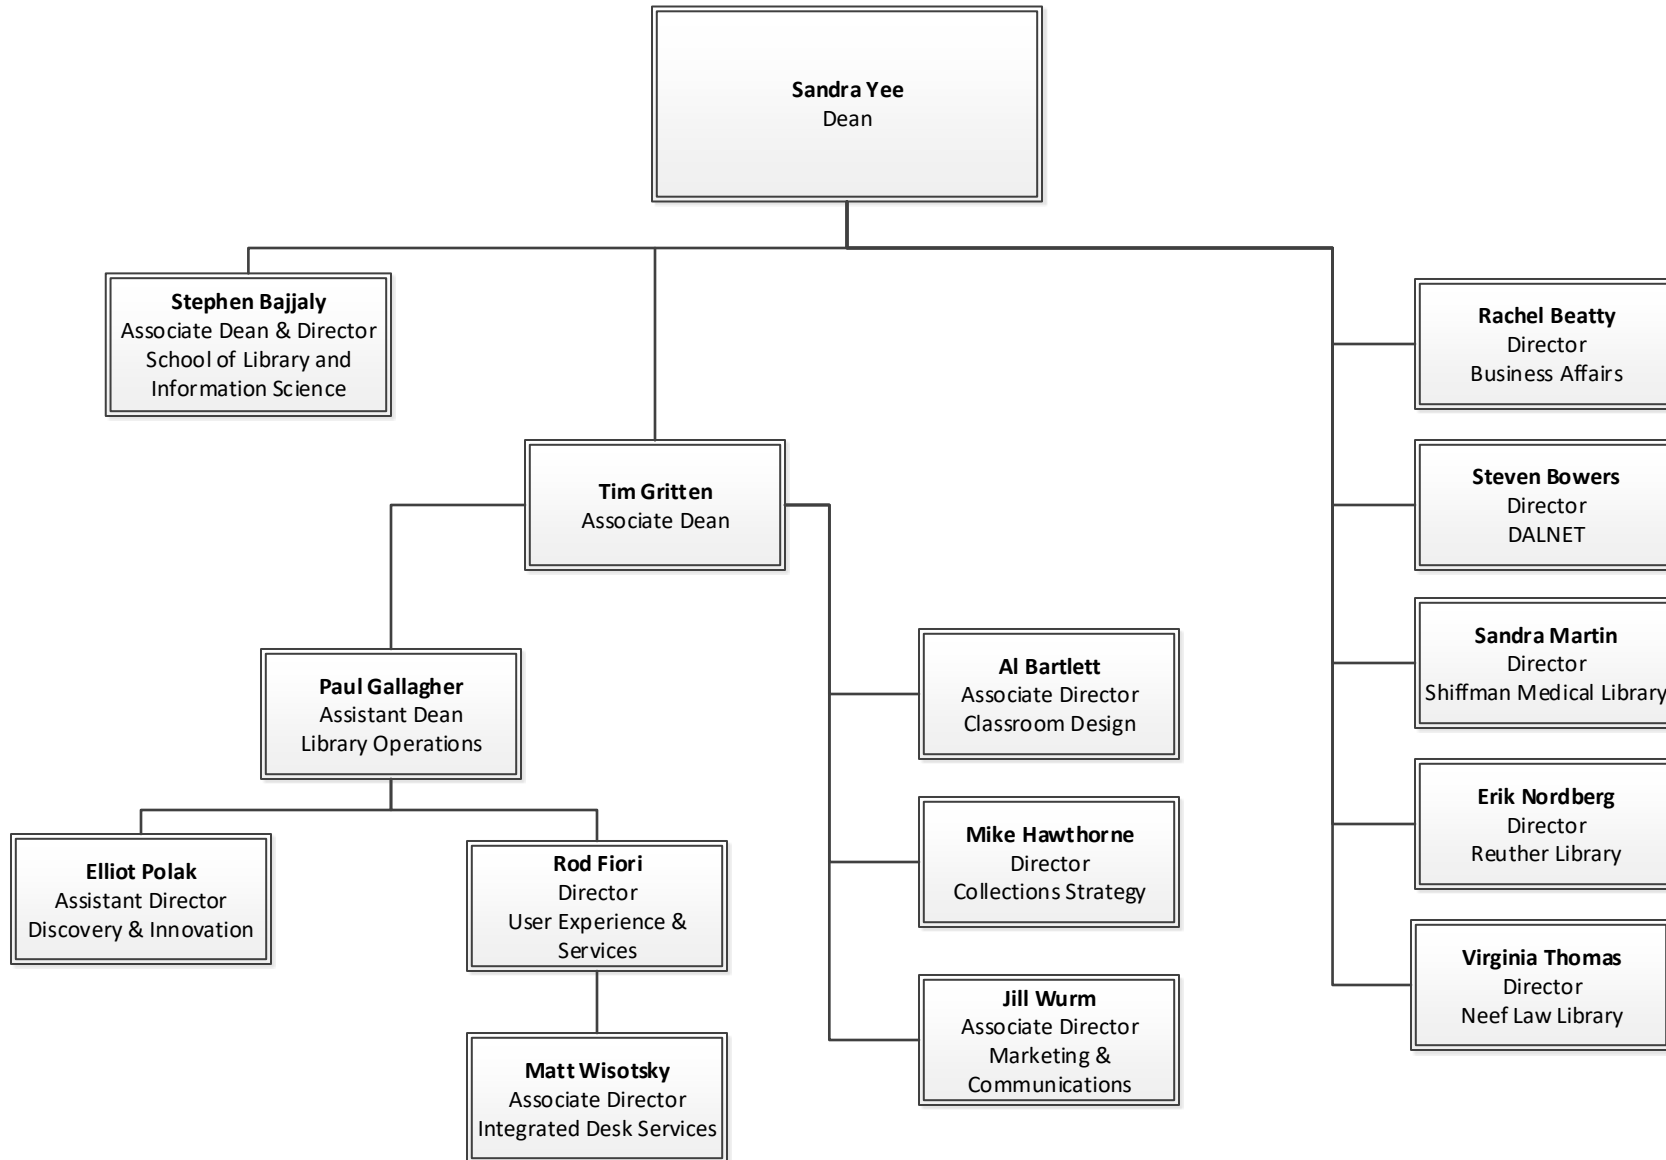 Sandra Yee
Dean
Stephen Bajjaly
Associate Dean & Director
School of Library and
Information Science
Tim Gritten
Associate Dean
Paul Gallagher
Assistant Dean
Library Operations
Elliot Polak
Assistant Director
Discovery & Innovation
Rod Fiori
Director
User Experience &
Services
Matt Wisotsky
Associate Director
Integrated Desk Services
Al Bartlett
Associate Director
Classroom Design
Mike Hawthorne
Director
Collections Strategy
Jill Wurm
Associate Director
Marketing &
Communications
Rachel Beatty
Director
Business Affairs
Steven Bowers
Director
DALNET
Sandra Martin
Director
Shiffman Medical Library
Erik Nordberg
Director
Reuther Library
Virginia Thomas
Director
Neef Law Library